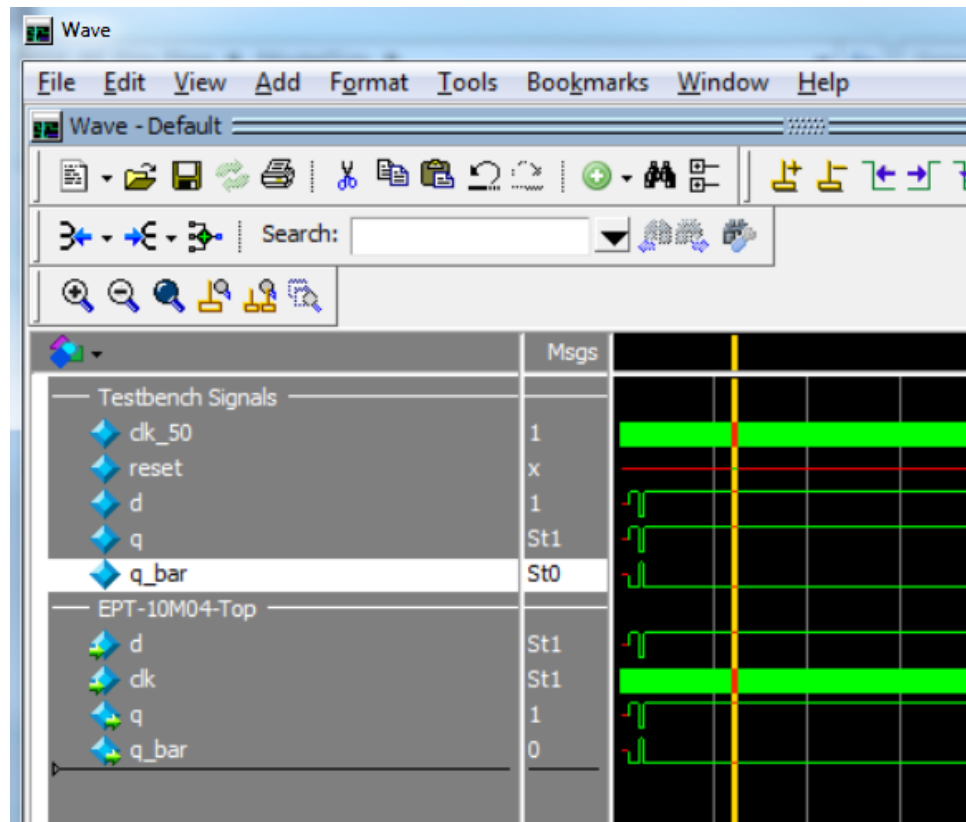 Wave
File Edit View Add Format Tools Bookmarks Window Help
Wave - Default
Search:
Msgs
Testbench Signals
clk_50 1
reset x
d 1
q St1
q_bar St0
EPT-10M04-Top
d St1
clk St1
q 1
q_bar 0